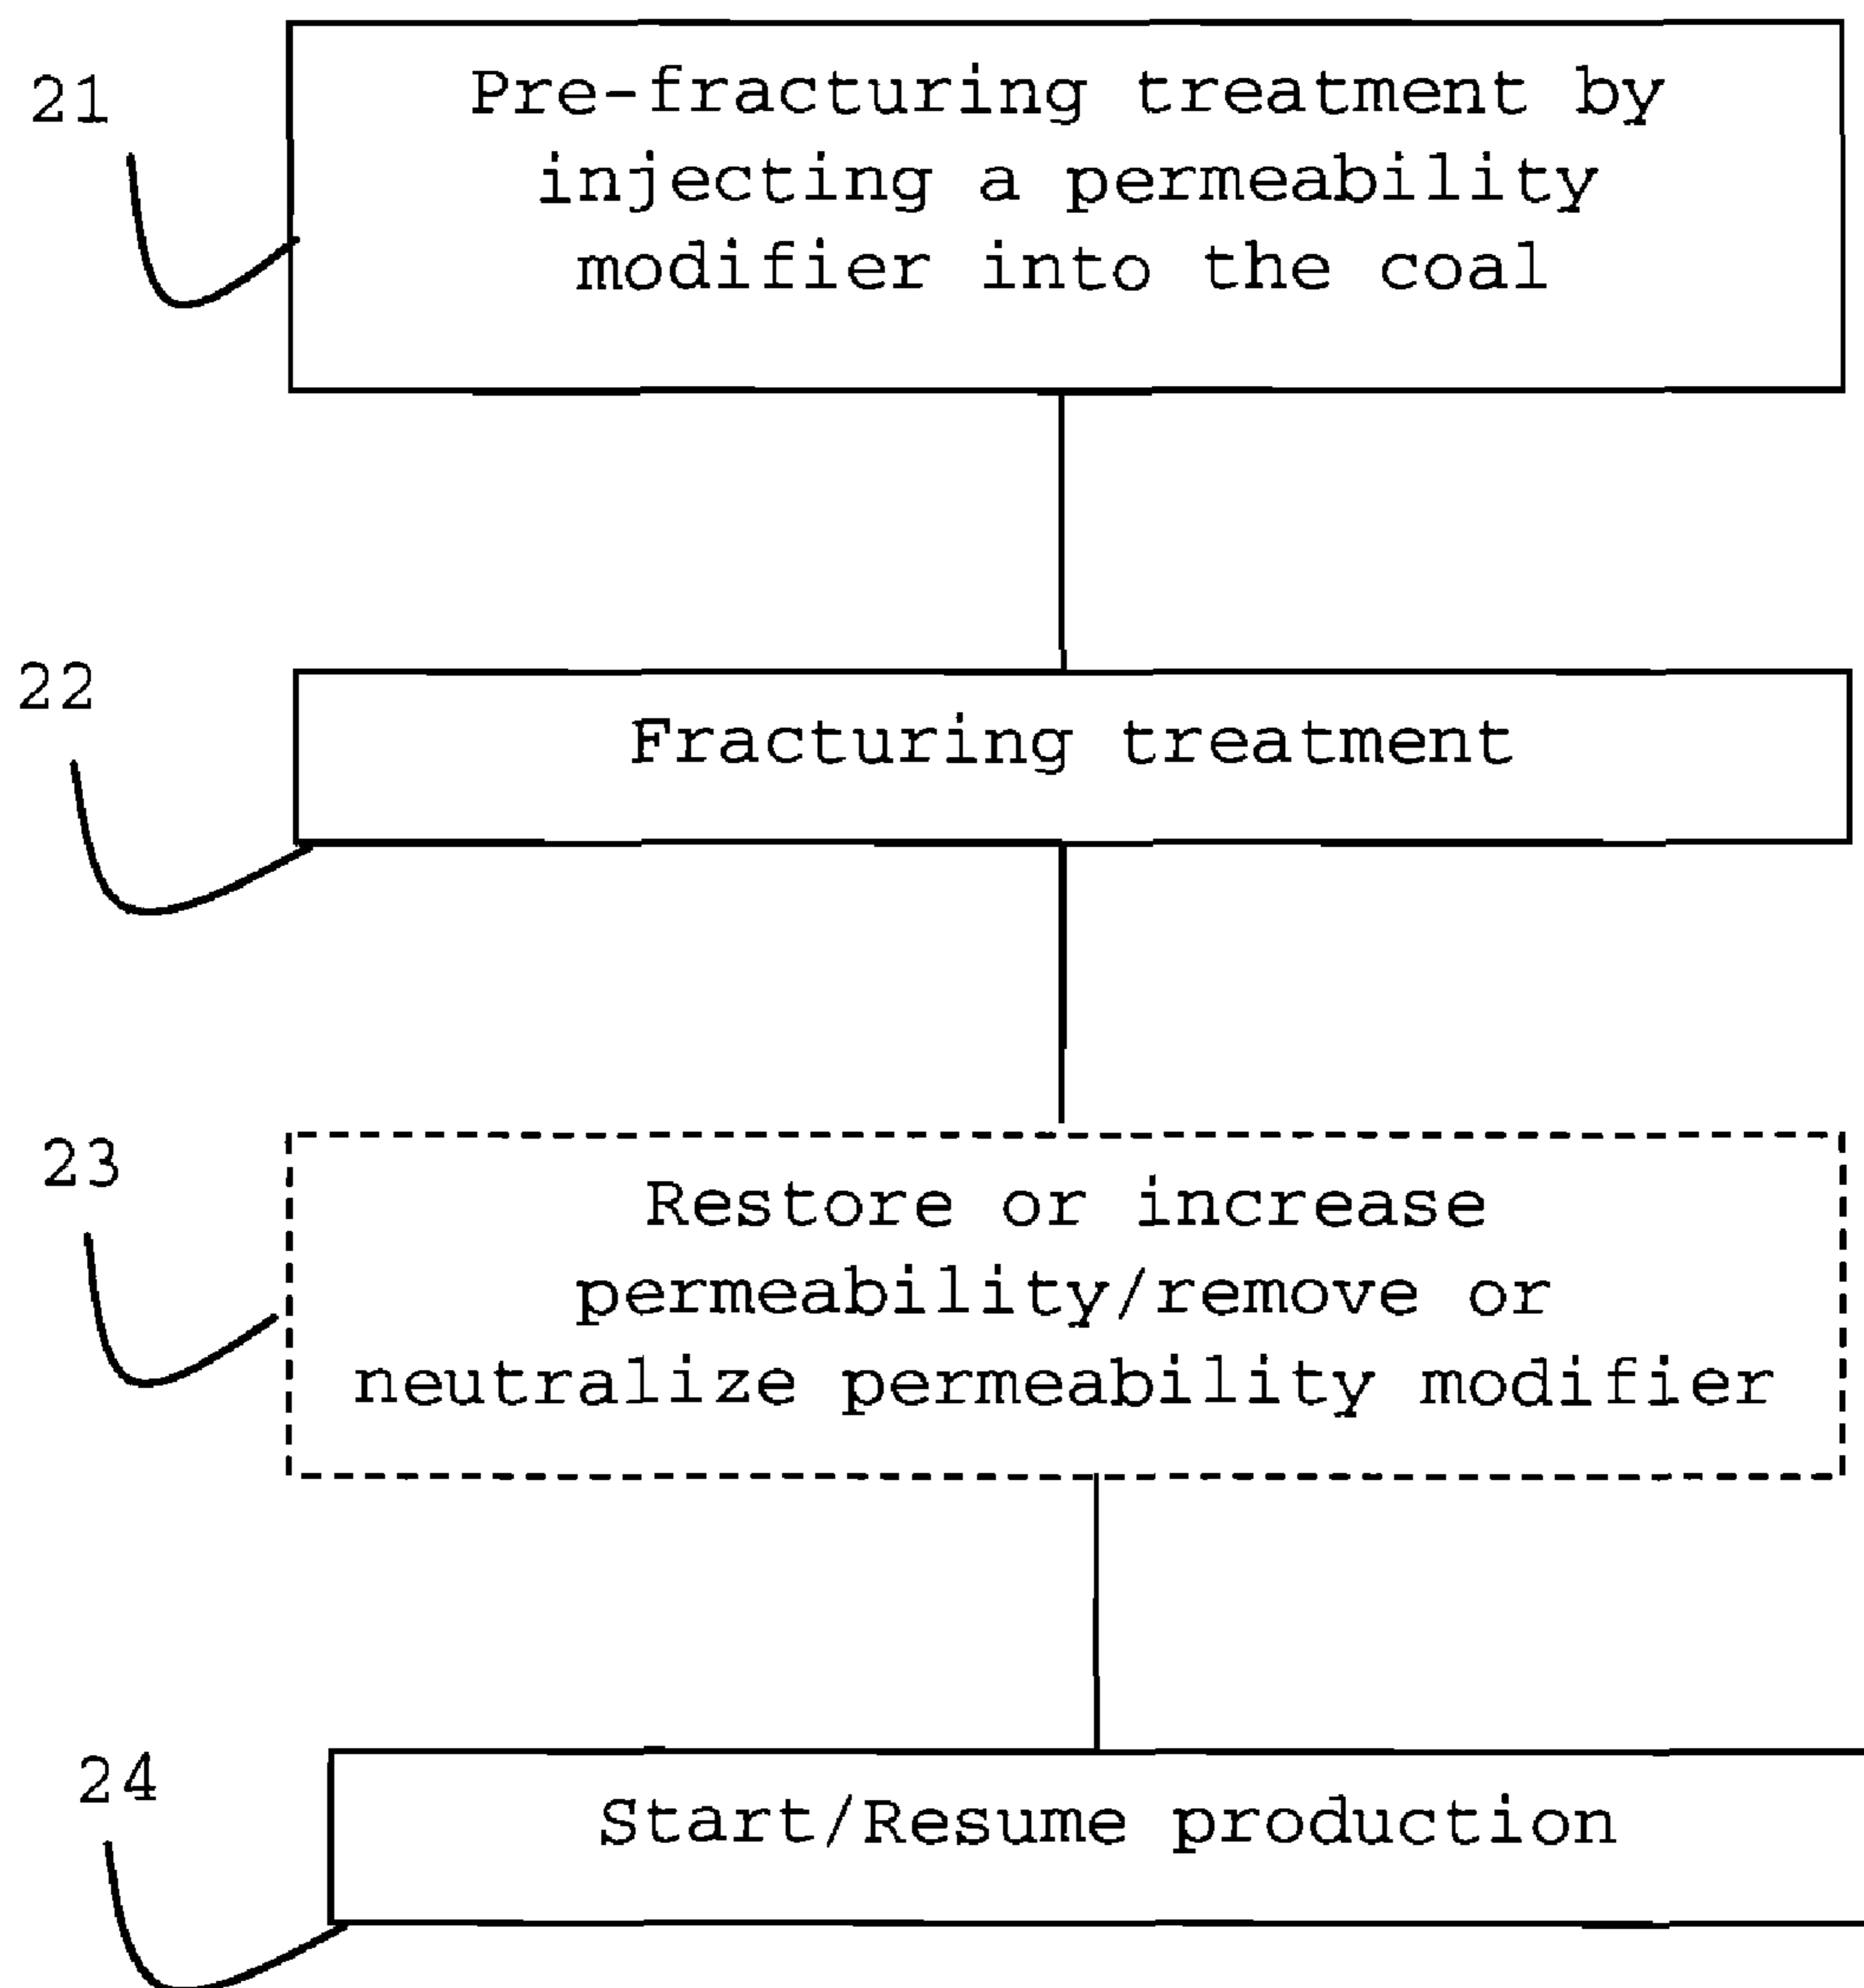 21
Pre-fracturing treatment by
injecting a permeability
modifier into the coal
22
Fracturing treatment
23
Restore or increase
permeability/remove or
neutralize permeability modifier
24
Start/Resume production